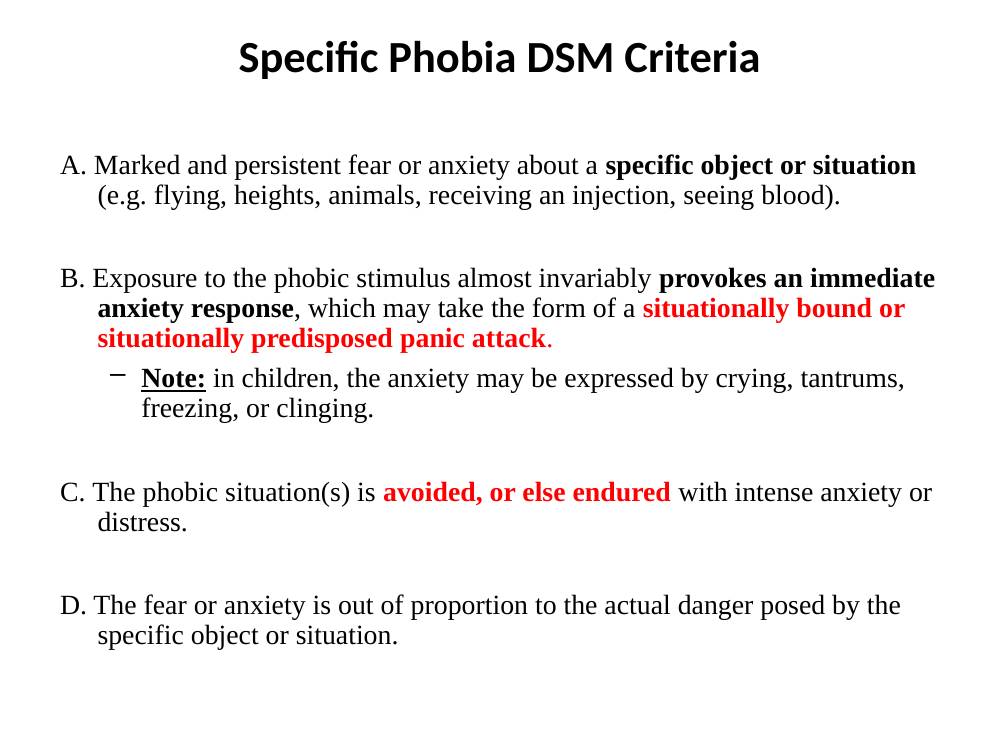 Specific Phobia DSM Criteria
A. Marked and persistent fear or anxiety about a specific object or situation
(e.g. flying, heights, animals, receiving an injection, seeing blood).
B. Exposure to the phobic stimulus almost invariably provokes an immediate
anxiety response, which may take the form of a situationally bound or
situationally predisposed panic attack.
– Note: in children, the anxiety may be expressed by crying, tantrums,
freezing, or clinging.
C. The phobic situation(s) is avoided, or else endured with intense anxiety or
distress.
D. The fear or anxiety is out of proportion to the actual danger posed by the
specific object or situation.